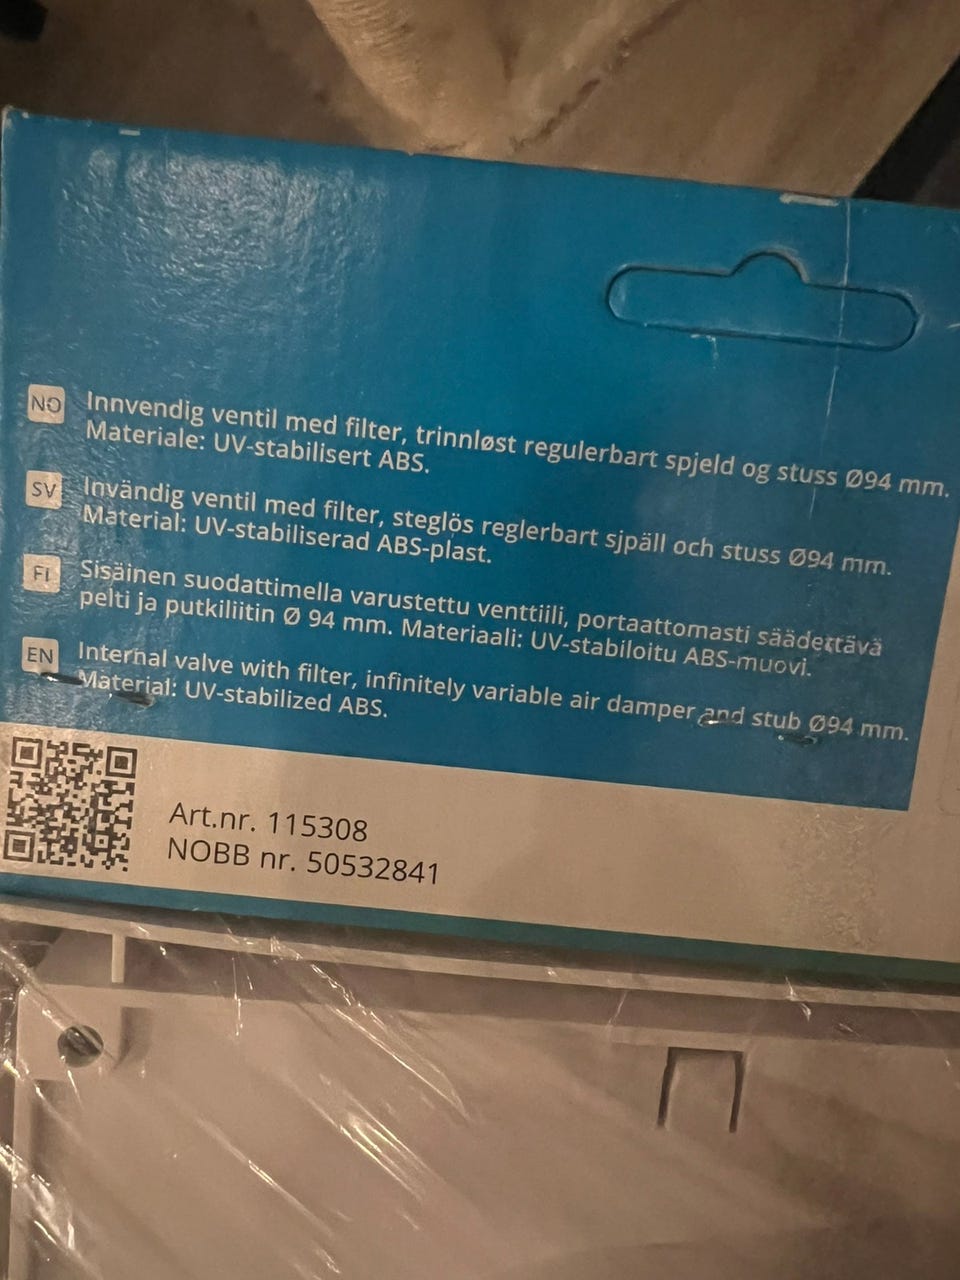 NO Innvendig ventil med filter, trinnløst regulerbart spjeld og stuss Ø94 mm.
Materiale: UV-stabilisert ABS.
SV Invändig ventil med filter, steglös reglerbart sjpäll och stuss Ø94 mm.
Material: UV-stabiliserad ABS-plast.
FI Sisäinen suodattimella varustettu venttiili, portaattomasti säädettävä
pelti ja putkiliitin Ø 94 mm. Materiaali: UV-stabiloitu ABS-muovi.
EN Internal valve with filter, infinitely variable air damper and stub Ø94 mm.
Material: UV-stabilized ABS.
Art.nr. 115308
NOBB nr. 50532841